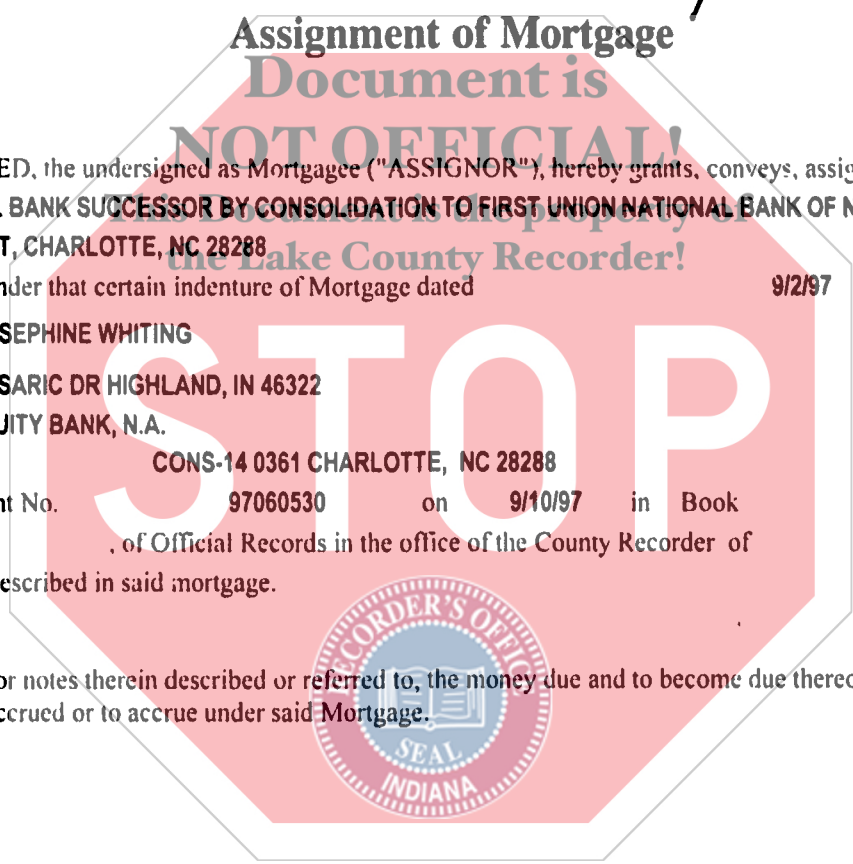 Assignment of Mortgage
Document is
NOT OFFICIAL!
ED, the undersigned as Mortgagee ("ASSIGNOR"), hereby grants, conveys, assig
. BANK SUCCESSOR BY CONSOLIDATION TO FIRST UNION NATIONAL BANK OF N
This Document is the property of
T, CHARLOTTE, NC 28288
the Lake County Recorder!
nder that certain indenture of Mortgage dated 9/2/97
SEPHINE WHITING
SARIC DR HIGHLAND, IN 46322
UITY BANK, N.A.
CONS-14 0361 CHARLOTTE, NC 28288
nt No. 97060530 on 9/10/97 in Book
, of Official Records in the office of the County Recorder of
escribed in said mortgage.
STOP
or notes therein described or referred to, the money due and to become due thereo
ccrued or to accrue under said Mortgage.
RECORDER'S OFFICE
SEAL
INDIANA